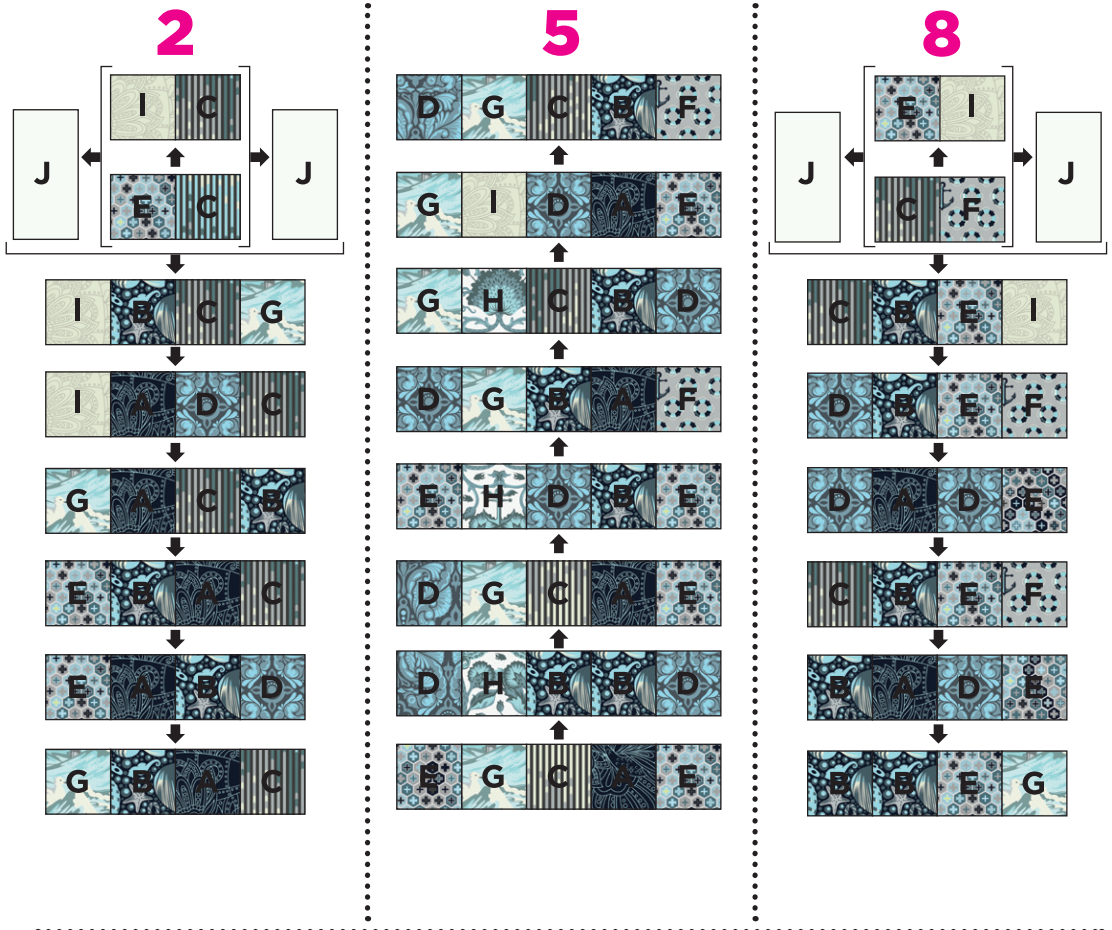 2
I C
J J
E C
I B C G
I A D C
G A C B
E B A C
E A B D
G B A C
5
D G C B F
G I D A E
G H C B D
D G B A F
E H D B E
D G C A E
D H B B D
E G C A E
8
E I
J J
C F
C B E I
D B E F
D A D E
C B E F
B A D E
B B E G